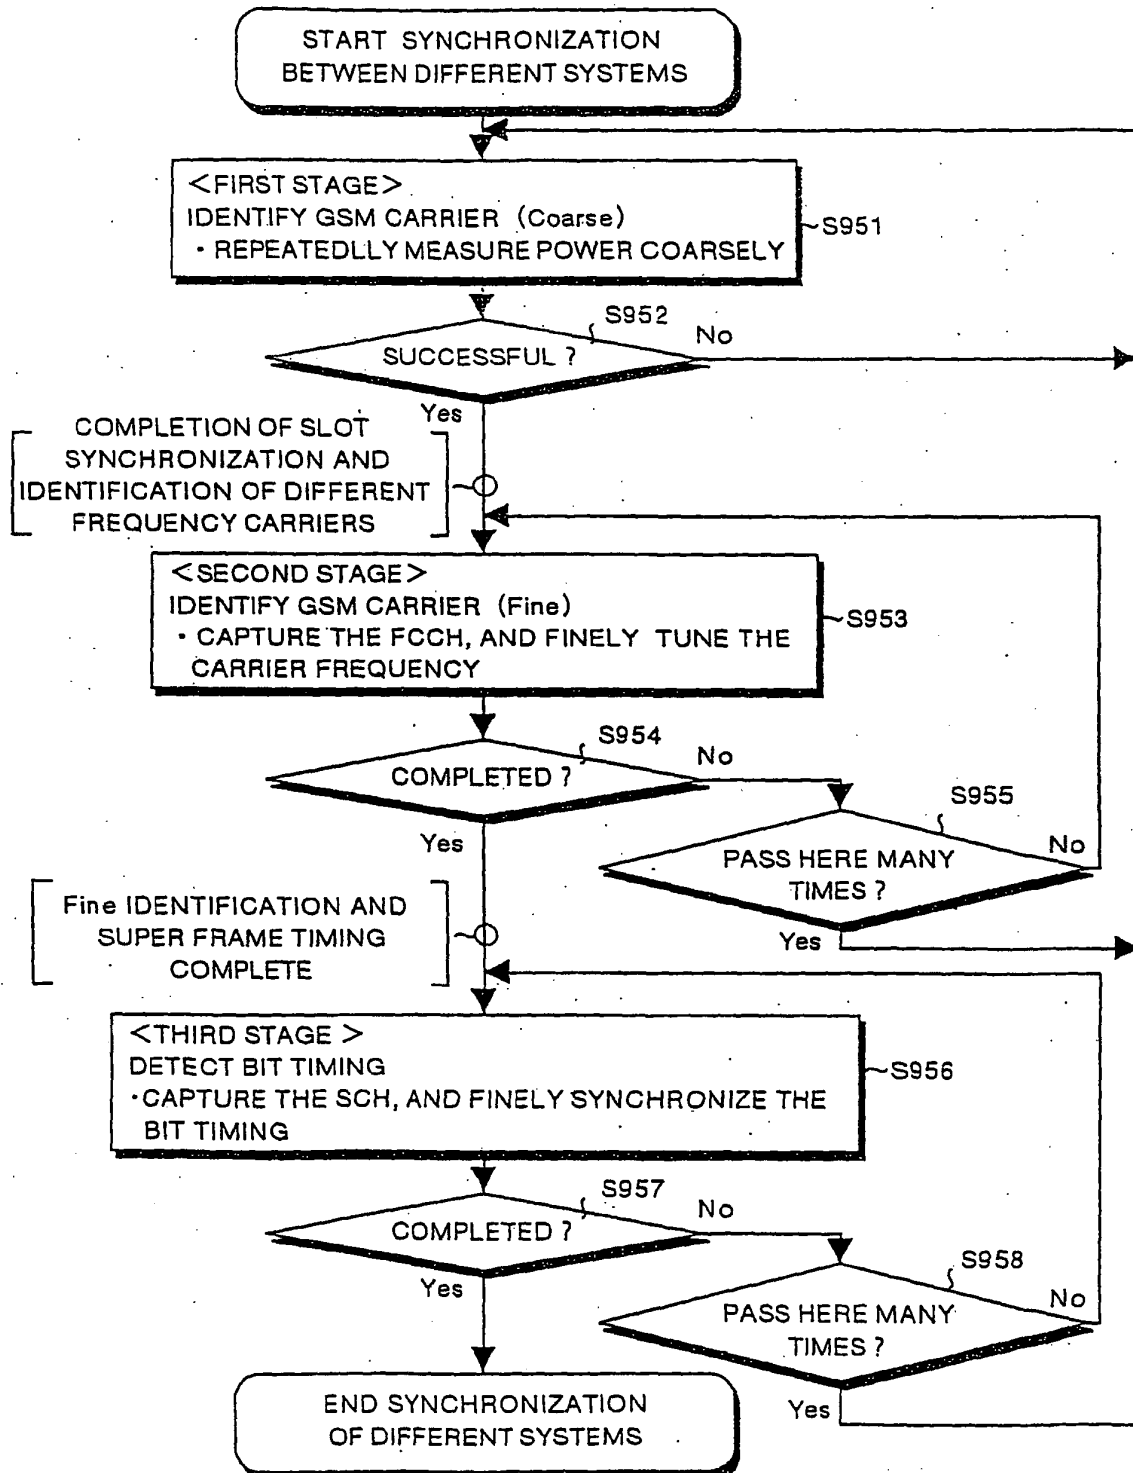 START SYNCHRONIZATION
BETWEEN DIFFERENT SYSTEMS
<FIRST STAGE>
IDENTIFY GSM CARRIER (Coarse)
・REPEATEDLLY MEASURE POWER COARSELY
S951
S952
SUCCESSFUL ?
No
Yes
COMPLETION OF SLOT
SYNCHRONIZATION AND
IDENTIFICATION OF DIFFERENT
FREQUENCY CARRIERS
<SECOND STAGE>
IDENTIFY GSM CARRIER (Fine)
・CAPTURE THE FCCH, AND FINELY TUNE THE
CARRIER FREQUENCY
S953
S954
COMPLETED ?
No
Yes
S955
PASS HERE MANY
TIMES ?
No
Yes
Fine IDENTIFICATION AND
SUPER FRAME TIMING
COMPLETE
<THIRD STAGE >
DETECT BIT TIMING
・CAPTURE THE SCH, AND FINELY SYNCHRONIZE THE
BIT TIMING
S956
S957
COMPLETED ?
No
Yes
S958
PASS HERE MANY
TIMES ?
No
Yes
END SYNCHRONIZATION
OF DIFFERENT SYSTEMS